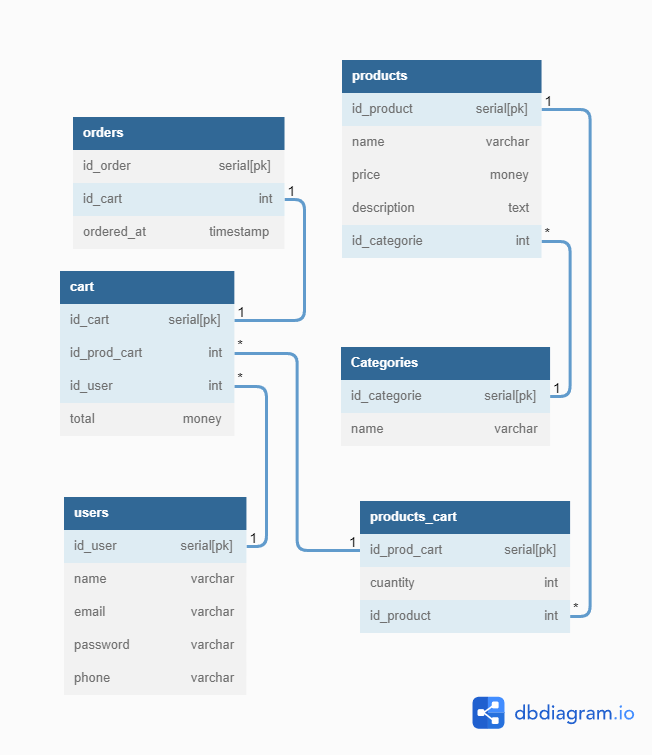 products
id_product serial[pk]
name varchar
price money
description text
id_categorie int
orders
id_order serial[pk]
id_cart int
ordered_at timestamp
cart
id_cart serial[pk]
id_prod_cart int
id_user int
total money
Categories
id_categorie serial[pk]
name varchar
users
id_user serial[pk]
name varchar
email varchar
password varchar
phone varchar
products_cart
id_prod_cart serial[pk]
cuantity int
id_product int
1
*
1
1
*
*
1
1
1
*
dbdiagram.io